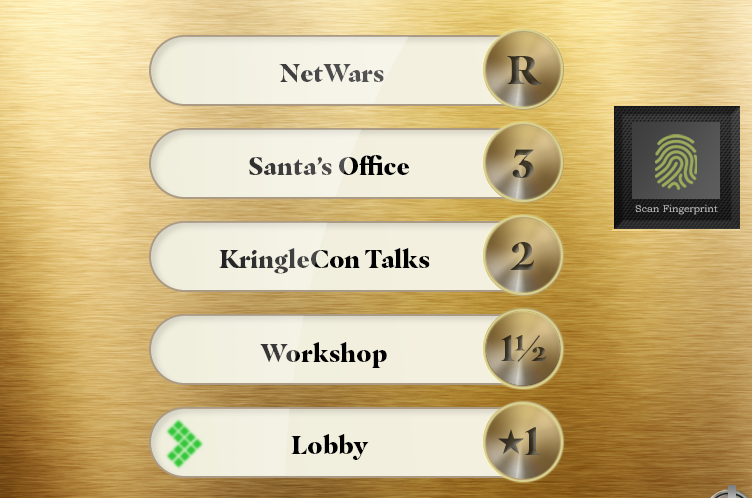 NetWars R
Santa's Office 3
Scan Fingerprint
KringleCon Talks 2
Workshop 1½
Lobby ★1